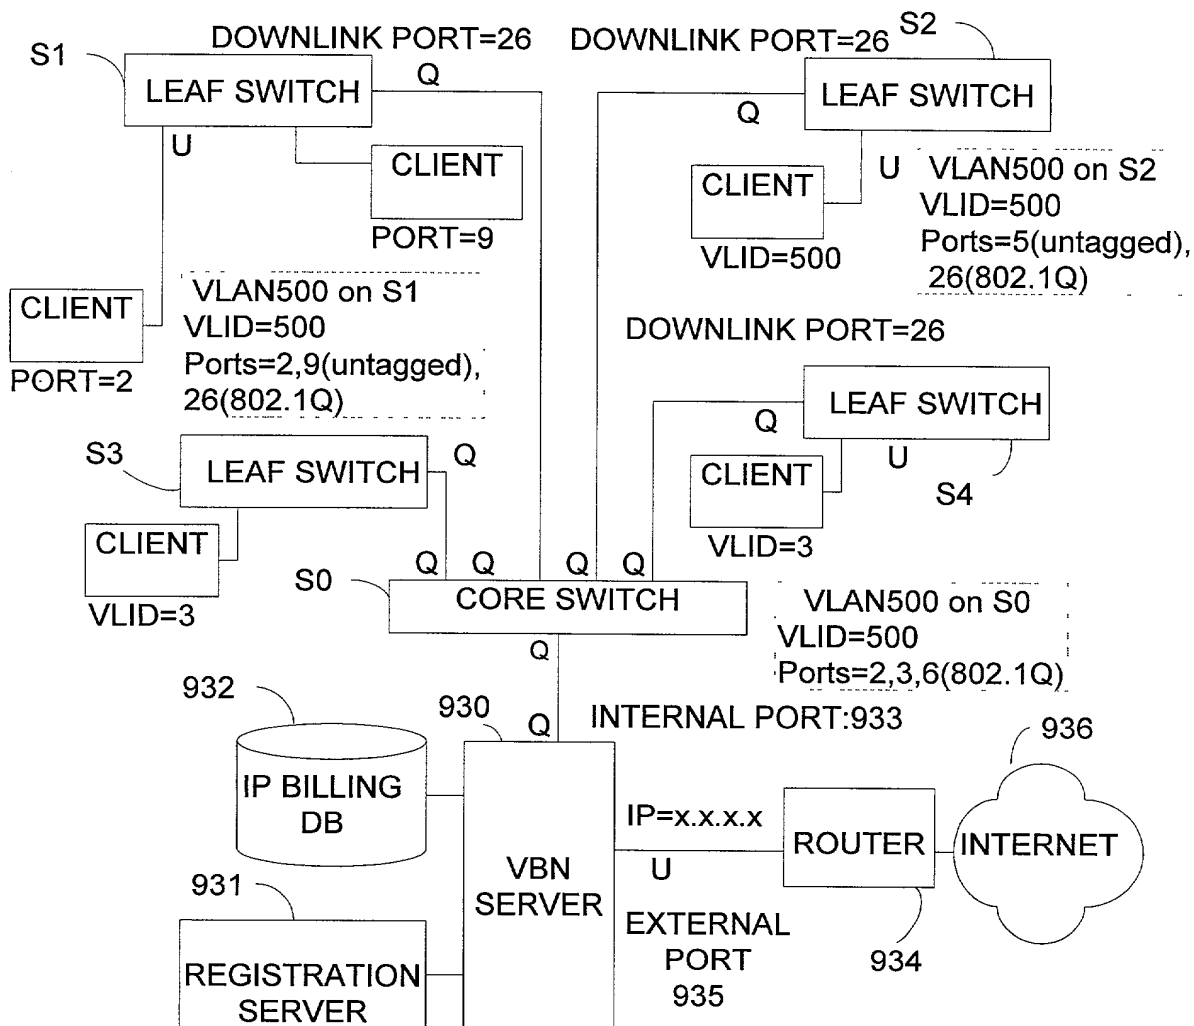 S1
DOWNLINK PORT=26
DOWNLINK PORT=26
S2
LEAF SWITCH
Q
LEAF SWITCH
Q
U
CLIENT
PORT=9
CLIENT
VLID=500
U
VLAN500 on S2
VLID=500
Ports=5(untagged),
26(802.1Q)
CLIENT
PORT=2
VLAN500 on S1
VLID=500
Ports=2,9(untagged),
26(802.1Q)
DOWNLINK PORT=26
LEAF SWITCH
Q
U
S4
CLIENT
VLID=3
S3
LEAF SWITCH
Q
CLIENT
VLID=3
Q
Q
Q
Q
S0
CORE SWITCH
Q
VLAN500 on S0
VLID=500
Ports=2,3,6(802.1Q)
932
930
Q
INTERNAL PORT:933
936
IP BILLING
DB
VBN
SERVER
IP=x.x.x.x
U
ROUTER
INTERNET
931
EXTERNAL
PORT
935
934
REGISTRATION
SERVER